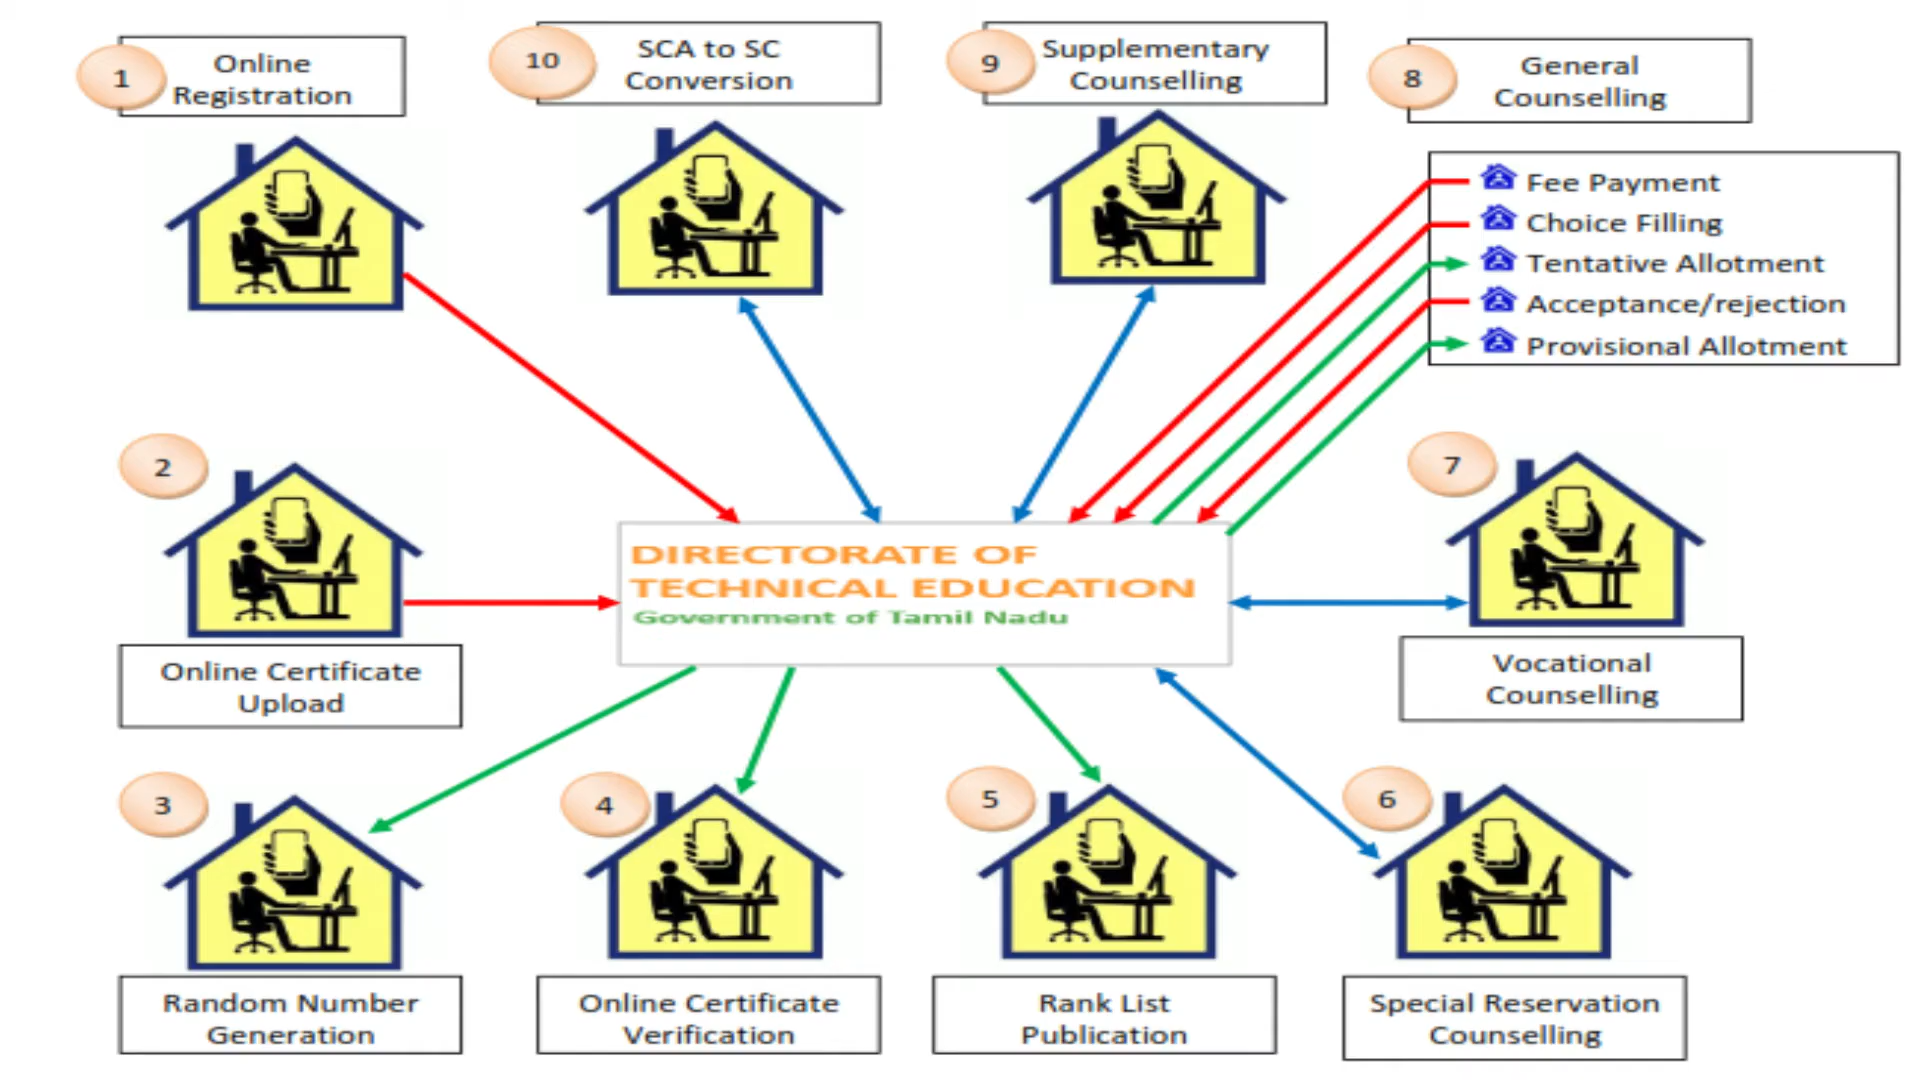 1
Online
Registration
10
SCA to SC
Conversion
9
Supplementary
Counselling
8
General
Counselling
Fee Payment
Choice Filling
Tentative Allotment
Acceptance/rejection
Provisional Allotment
2
Online Certificate
Upload
DIRECTORATE OF
TECHNICAL EDUCATION
Government of Tamil Nadu
7
Vocational
Counselling
3
Random Number
Generation
4
Online Certificate
Verification
5
Rank List
Publication
6
Special Reservation
Counselling